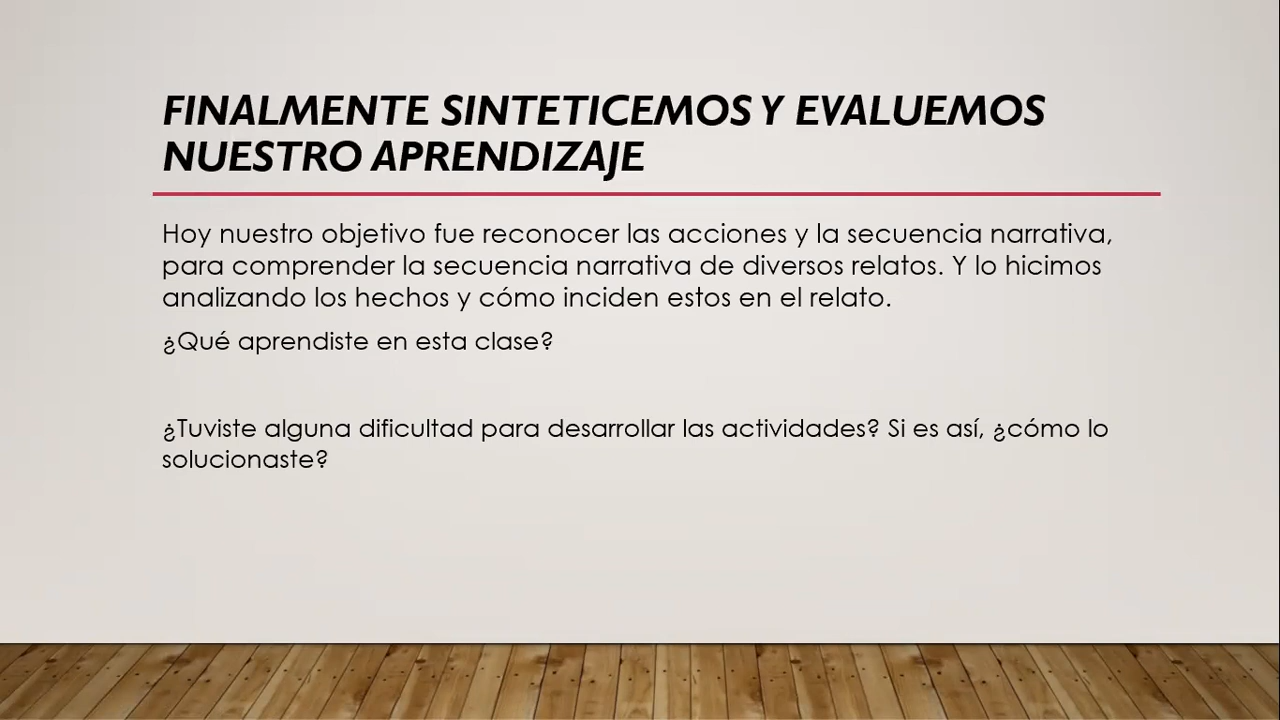 FINALMENTE SINTETICEMOS Y EVALUEMOS
NUESTRO APRENDIZAJE
Hoy nuestro objetivo fue reconocer las acciones y la secuencia narrativa,
para comprender la secuencia narrativa de diversos relatos. Y lo hicimos
analizando los hechos y cómo inciden estos en el relato.
¿Qué aprendiste en esta clase?
¿Tuviste alguna dificultad para desarrollar las actividades? Si es así, ¿cómo lo
solucionaste?